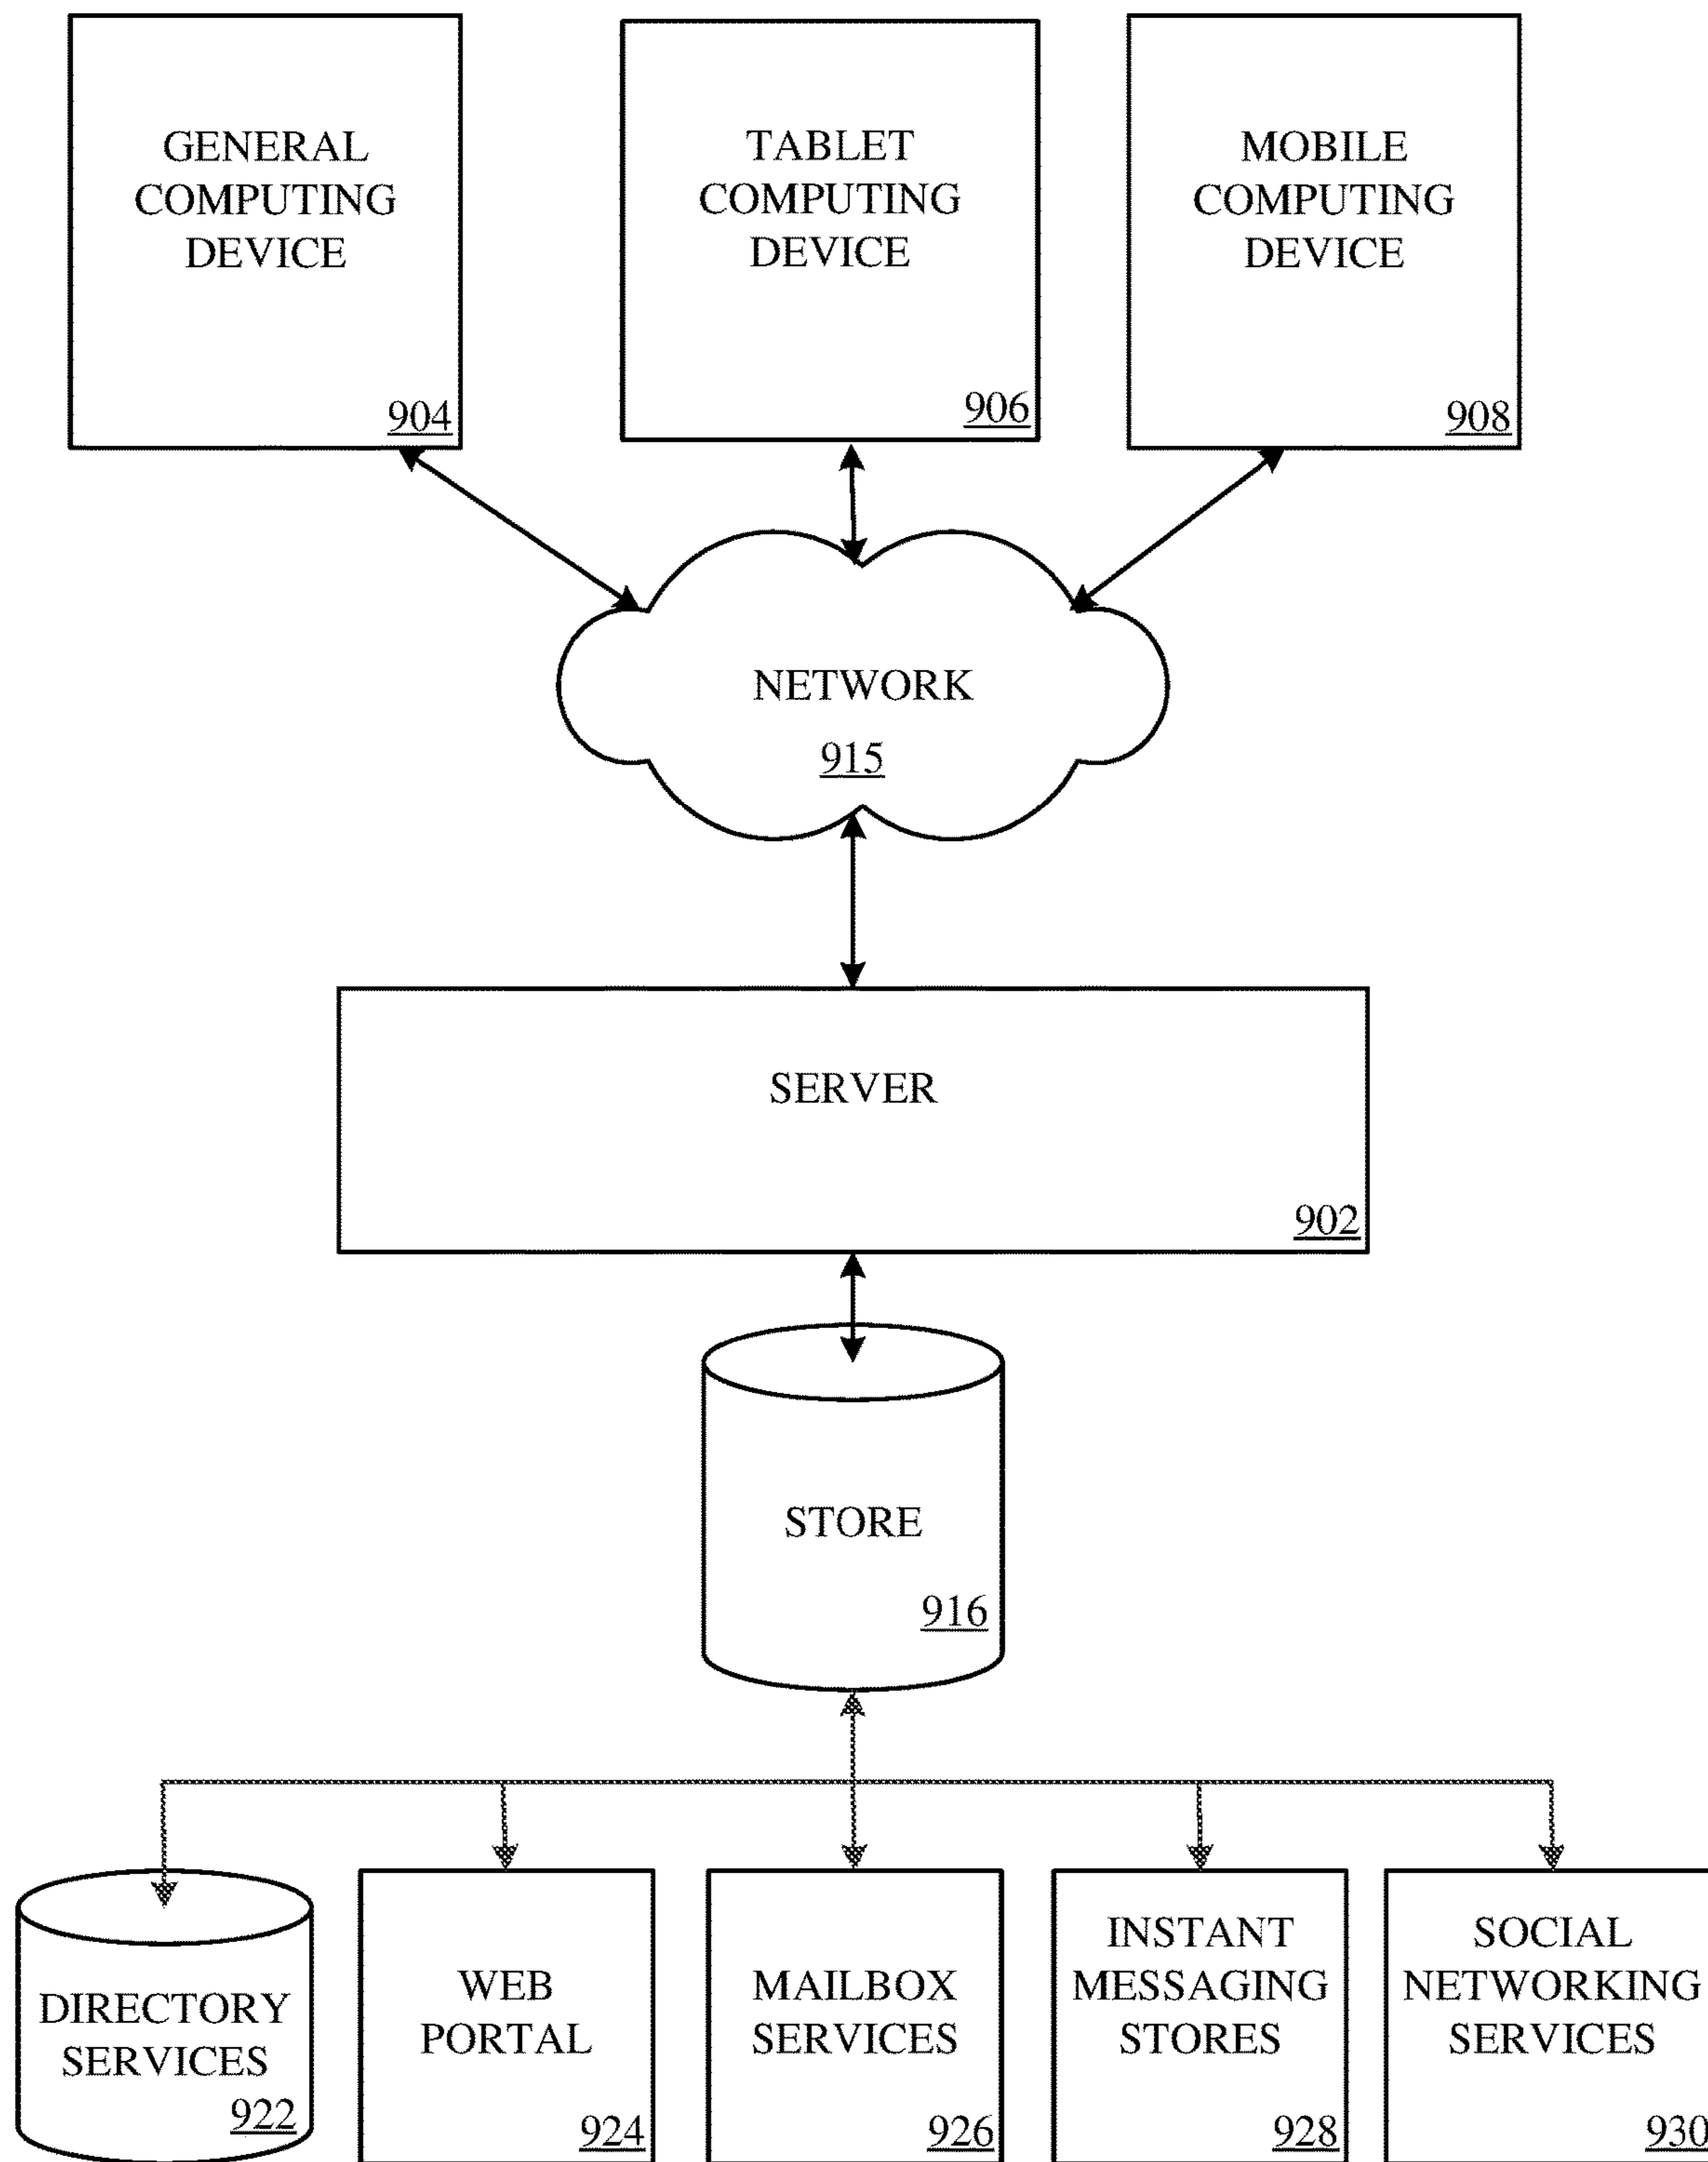 GENERAL
COMPUTING
DEVICE
904
TABLET
COMPUTING
DEVICE
906
MOBILE
COMPUTING
DEVICE
908
NETWORK
915
SERVER
902
STORE
916
DIRECTORY
SERVICES
922
WEB
PORTAL
924
MAILBOX
SERVICES
926
INSTANT
MESSAGING
STORES
928
SOCIAL
NETWORKING
SERVICES
930